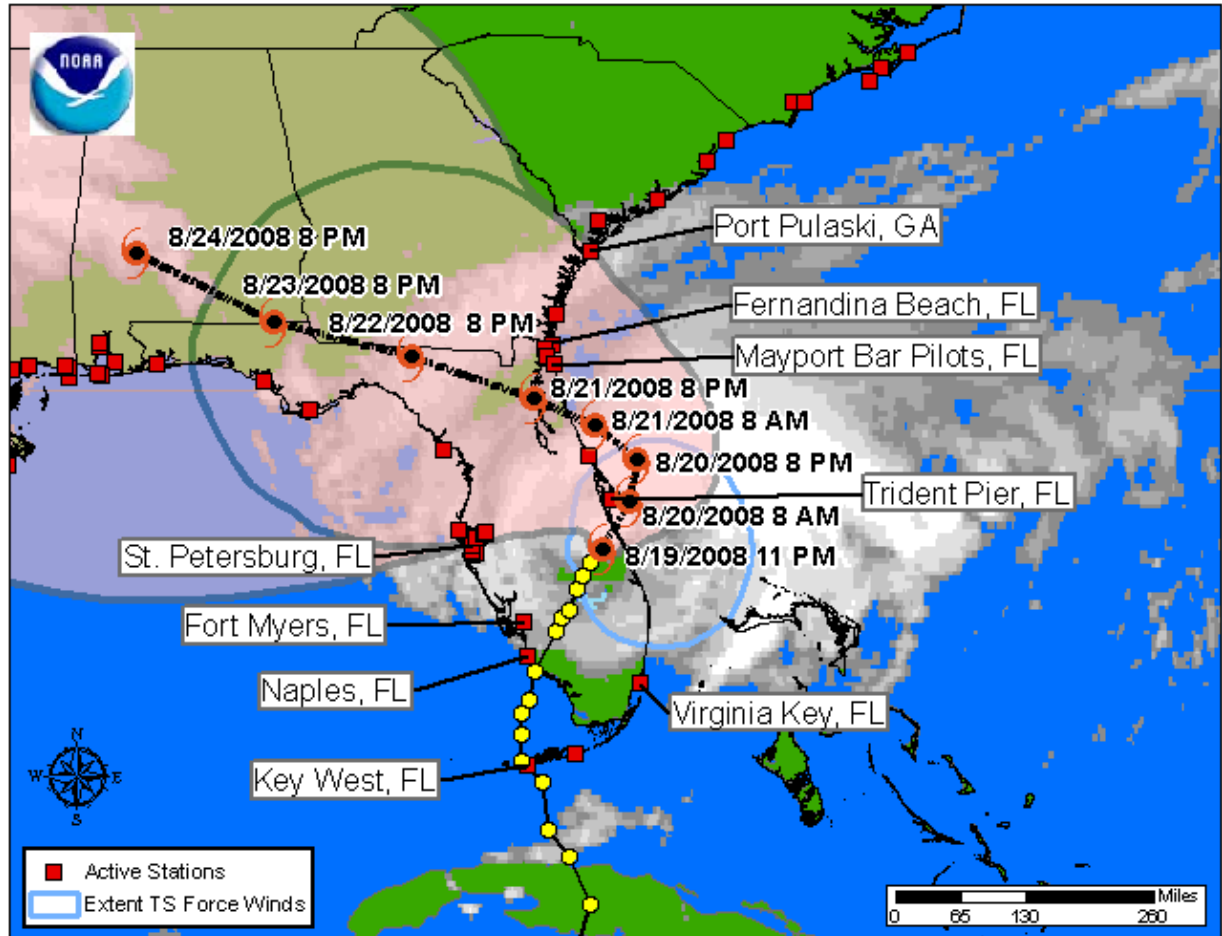 NOAA
Port Pulaski, GA
8/24/2008 8 PM
8/23/2008 8 PM
Fernandina Beach, FL
8/22/2008 8 PM
Mayport Bar Pilots, FL
8/21/2008 8 PM
8/21/2008 8 AM
8/20/2008 8 PM
Trident Pier, FL
8/20/2008 8 AM
St. Petersburg, FL
8/19/2008 11 PM
Fort Myers, FL
Naples, FL
Virginia Key, FL
N
W
E
S
Key West, FL
Active Stations
Extent TS Force Winds
Miles
0 65 130 260